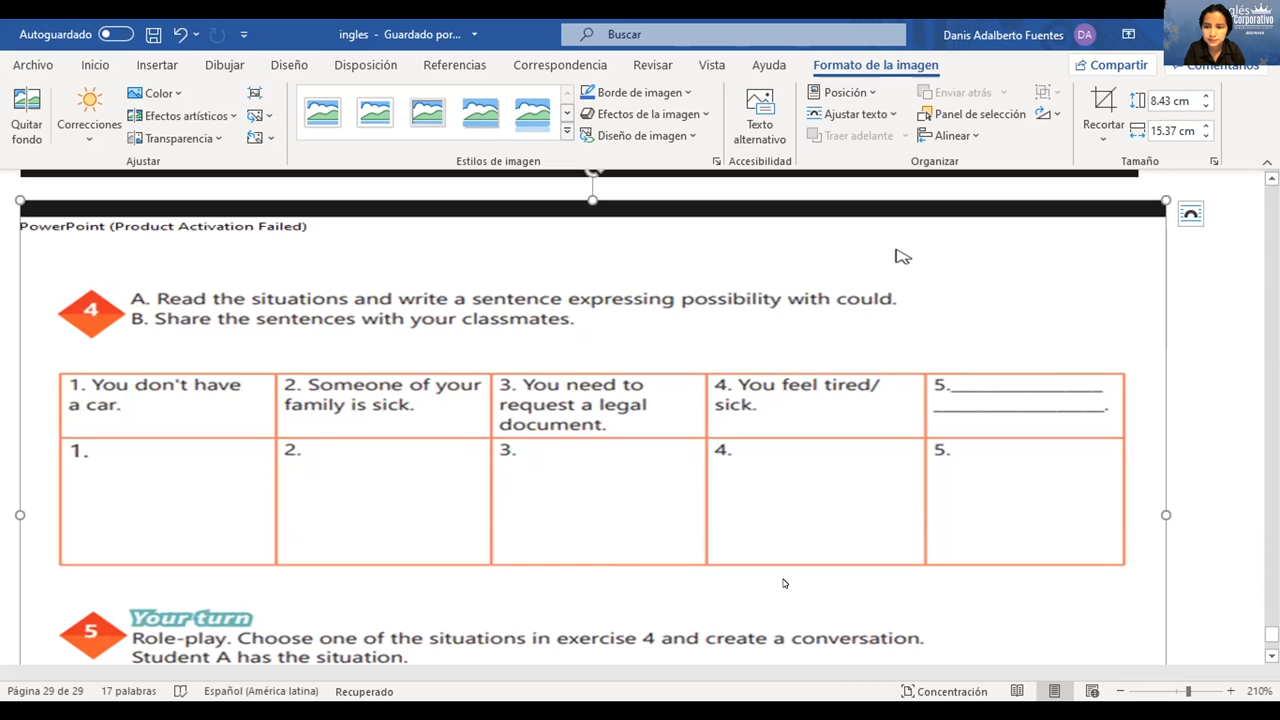 Autoguardado
ingles - Guardado por...
Buscar
Danis Adalberto Fuentes
DA
Inglés
Corporativo
BEGINNER
Archivo
Inicio
Insertar
Dibujar
Diseño
Disposición
Referencias
Correspondencia
Revisar
Vista
Ayuda
Formato de la imagen
Compartir
Comentarios
Quitar fondo
Correcciones
Color
Efectos artísticos
Transparencia
Ajustar
Estilos de imagen
Borde de imagen
Efectos de la imagen
Diseño de imagen
Texto alternativo
Accesibilidad
Posición
Ajustar texto
Traer adelante
Enviar atrás
Panel de selección
Alinear
Organizar
Recortar
8.43 cm
15.37 cm
Tamaño
PowerPoint (Product Activation Failed)
4
A. Read the situations and write a sentence expressing possibility with could.
B. Share the sentences with your classmates.
1. You don't have
a car.
2. Someone of your
family is sick.
3. You need to
request a legal
document.
4. You feel tired/
sick.
5.________________
__________________.
1.
2.
3.
4.
5.
5
Your turn
Role-play. Choose one of the situations in exercise 4 and create a conversation.
Student A has the situation.
Página 29 de 29
17 palabras
Español (América latina)
Recuperado
Concentración
210%